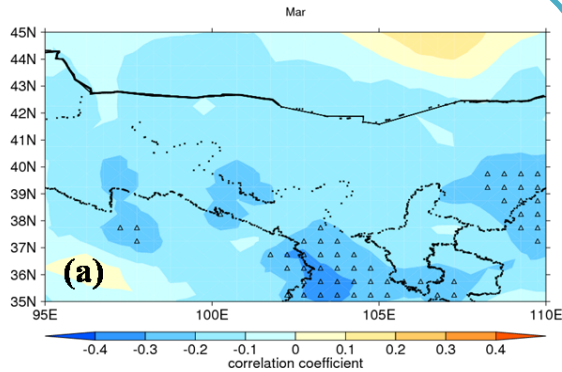 Mar
45N
44N
43N
42N
41N
40N
39N
38N
37N
36N
35N
(a)
95E 100E 105E 110E
-0.4 -0.3 -0.2 -0.1 0 0.1 0.2 0.3 0.4
correlation coefficient